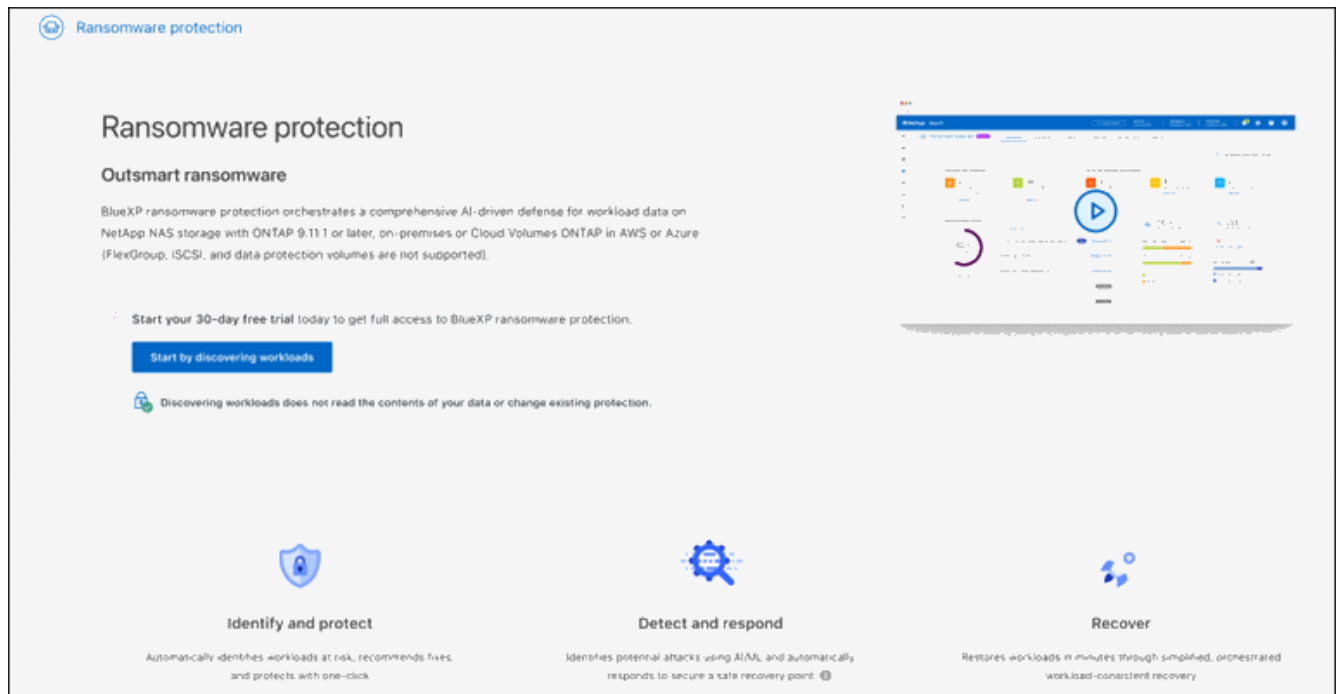 Ransomware protection
Ransomware protection
Outsmart ransomware
BlueXP ransomware protection orchestrates a comprehensive AI-driven defense for workload data on
NetApp NAS storage with ONTAP 9.11.1 or later, on-premises or Cloud Volumes ONTAP in AWS or Azure
(FlexGroup, iSCSI, and data protection volumes are not supported).
Start your 30-day free trial today to get full access to BlueXP ransomware protection.
Start by discovering workloads
Discovering workloads does not read the contents of your data or change existing protection.
Identify and protect
Automatically identifies workloads at risk, recommends fixes,
and protects with one-click
Detect and respond
Identifies potential attacks using AI/ML and automatically
responds to secure a safe recovery point
Recover
Restores workloads in minutes through simplified, orchestrated
workload-consistent recovery